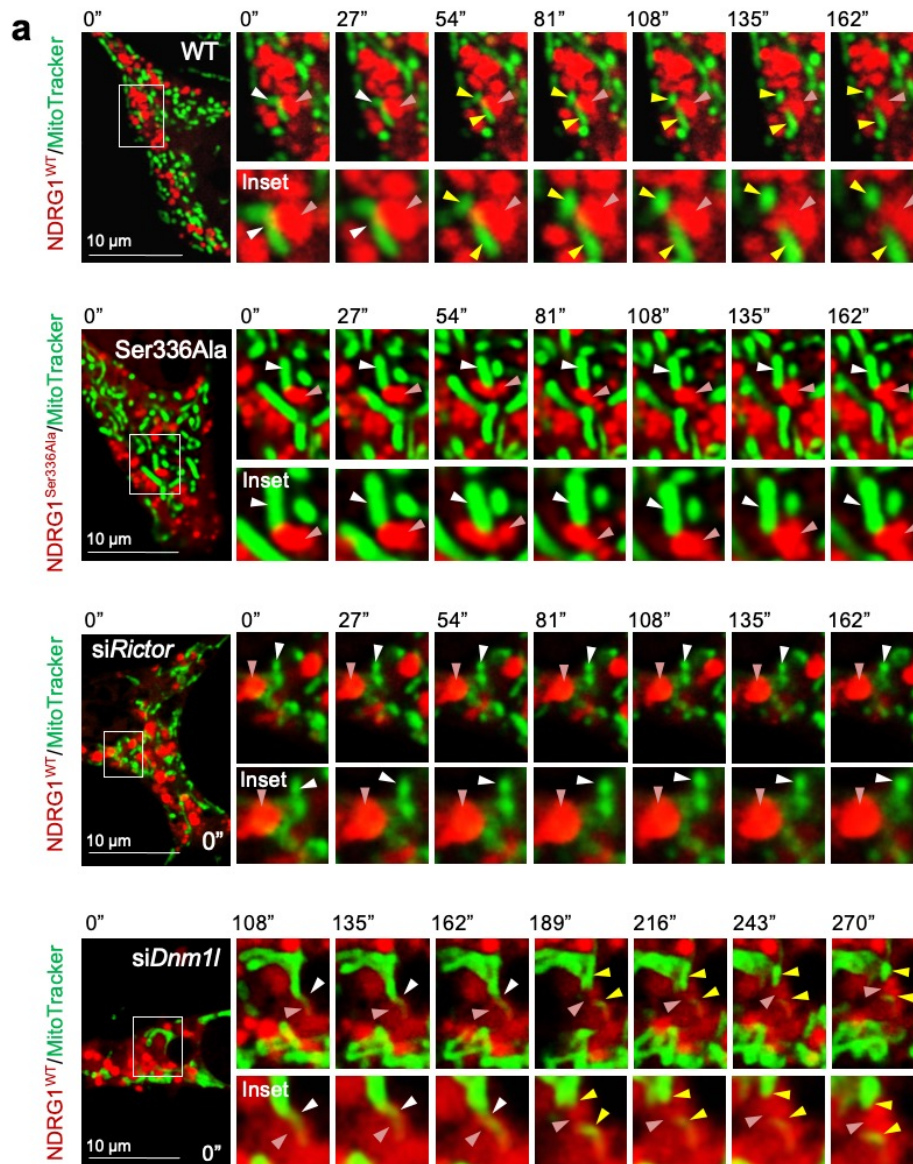 a
0” 0” 27” 54” 81” 108” 135” 162”
WT
NDRG1WT/MitoTracker
Inset
10 µm
0” 0” 27” 54” 81” 108” 135” 162”
Ser336Ala
NDRG1Ser336Ala/MitoTracker
Inset
10 µm
0” 0” 27” 54” 81” 108” 135” 162”
siRictor
NDRG1WT/MitoTracker
Inset
10 µm 0”
0” 108” 135” 162” 189” 216” 243” 270”
siDnm1l
NDRG1WT/MitoTracker
Inset
10 µm 0”